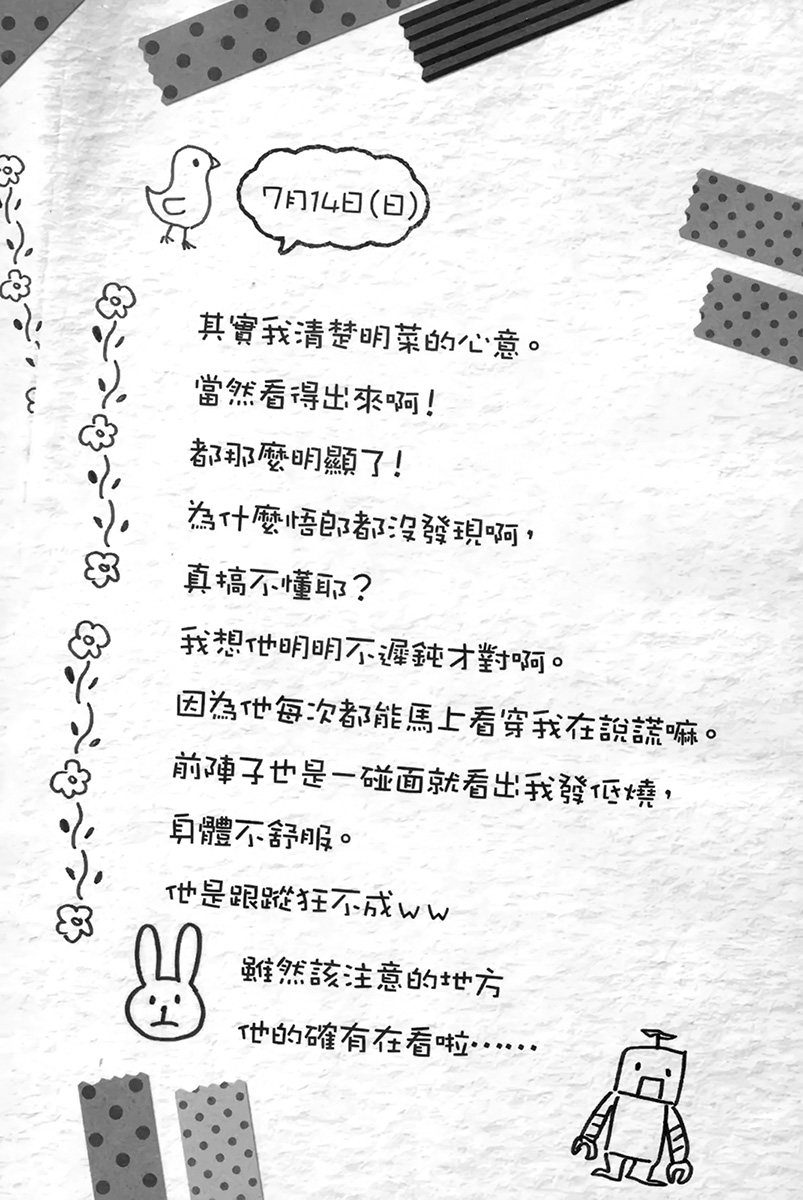 7月14日(日)
其實我清楚明菜的心意。
當然看得出來啊!
都那麼明顯了!
為什麼悟郎都沒發現啊,
真搞不懂耶?
我想他明明不遲鈍才對啊。
因為他每次都能馬上看穿我在說謊嘛。
前陣子也是一碰面就看出我發低燒,
身體不舒服。
他是跟蹤狂不成ww
雖然該注意的地方
他的確有在看啦……